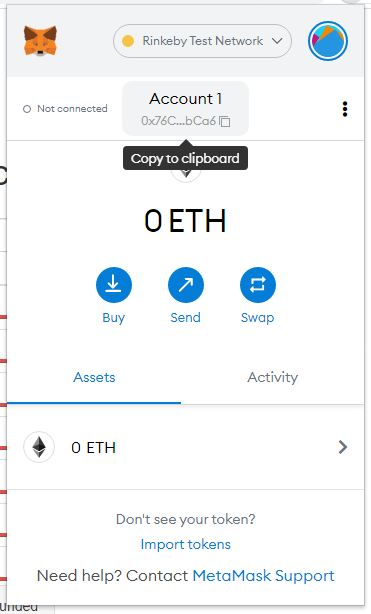 Rinkeby Test Network
Not connected
Account 1
0x76C...bCa6
Copy to clipboard
0 ETH
Buy
Send
Swap
Assets
Activity
0 ETH
Don't see your token?
Import tokens
Need help? Contact MetaMask Support